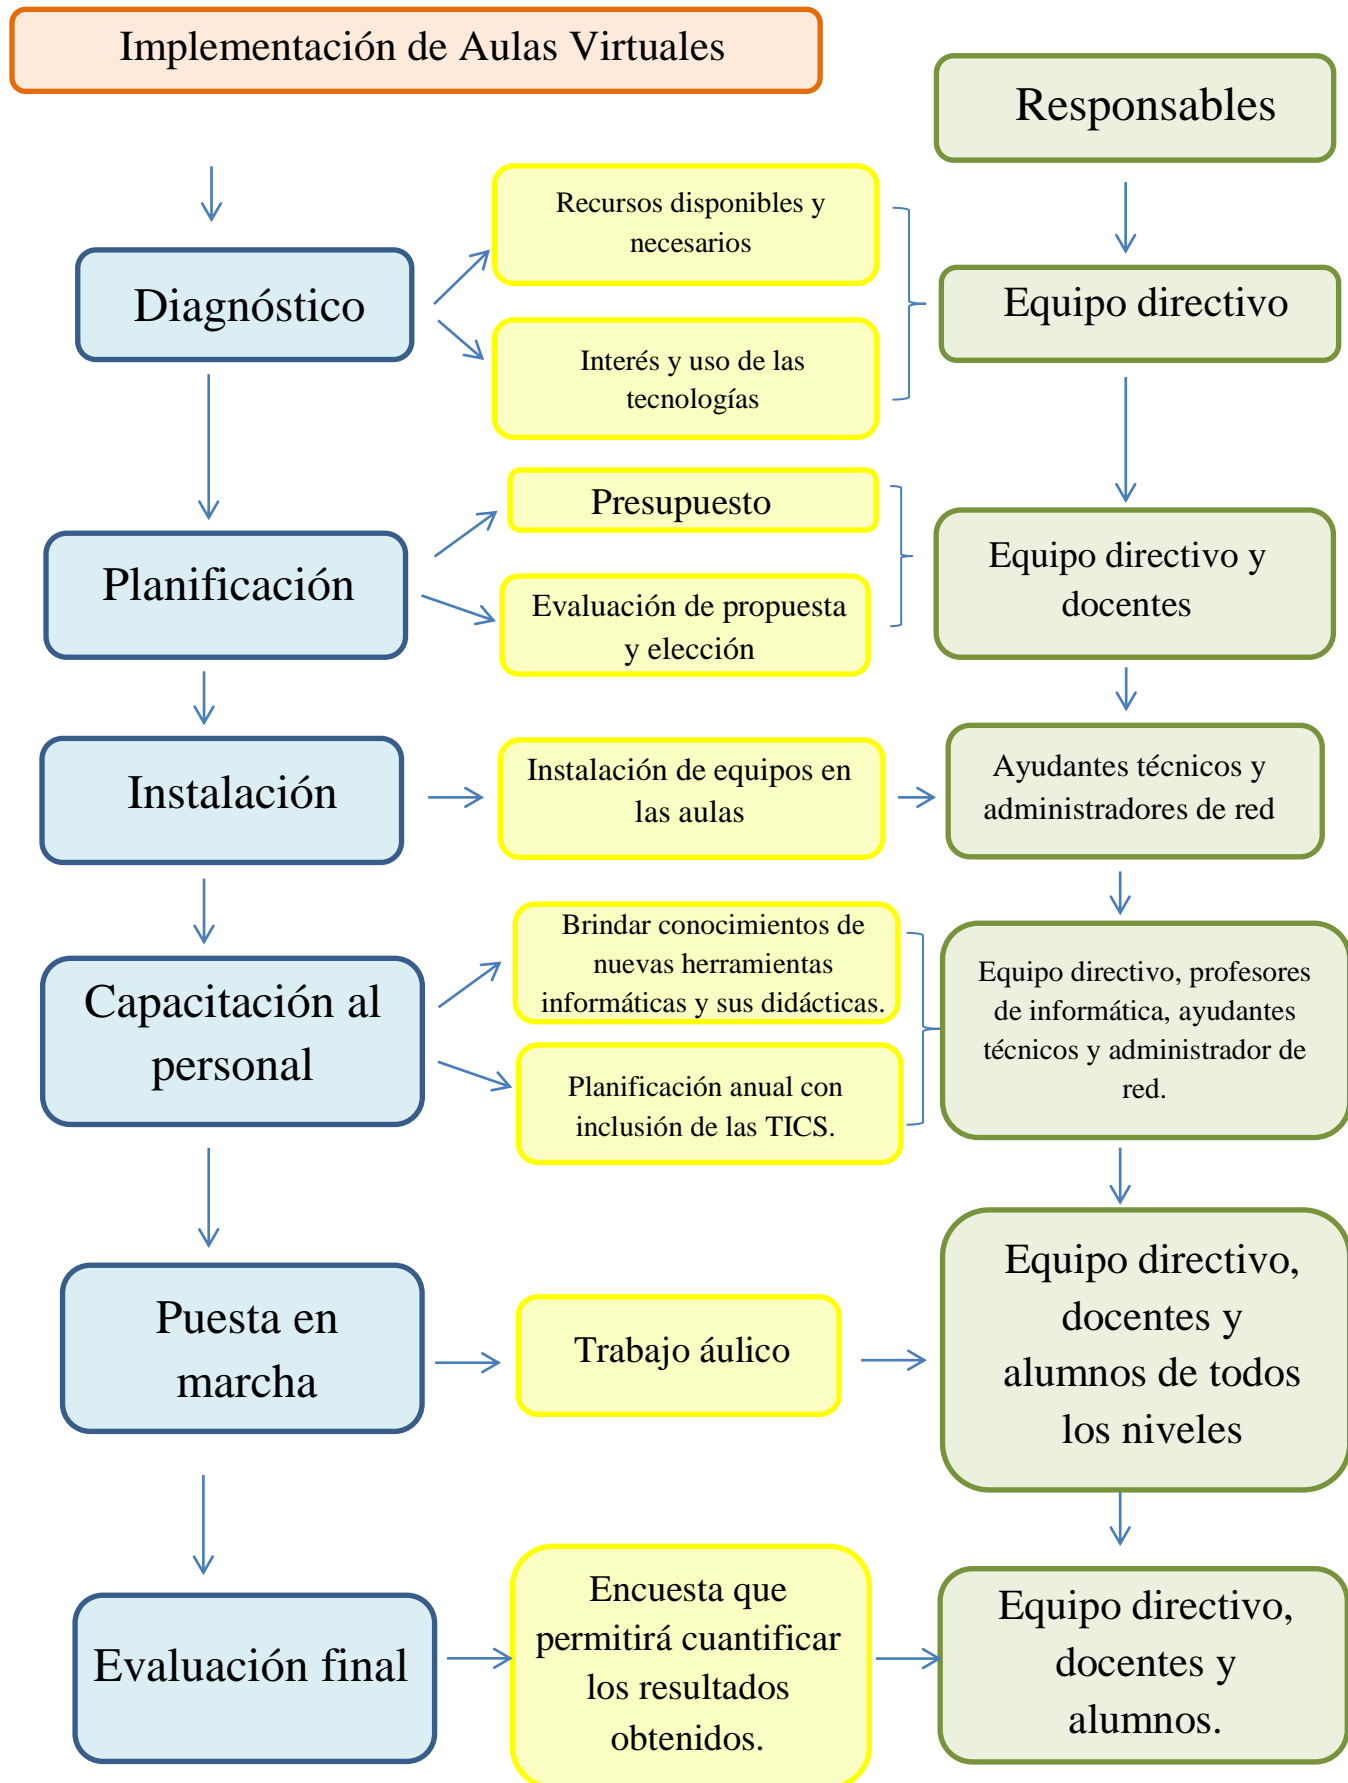 Implementación de Aulas Virtuales
Responsables
Recursos disponibles y
necesarios
Diagnóstico
Equipo directivo
Interés y uso de las
tecnologías
Presupuesto
Planificación
Equipo directivo y
docentes
Evaluación de propuesta
y elección
Instalación
Instalación de equipos en
las aulas
Ayudantes técnicos y
administradores de red
Capacitación al
personal
Brindar conocimientos de
nuevas herramientas
informáticas y sus didácticas.
Equipo directivo, profesores
de informática, ayudantes
técnicos y administrador de
red.
Planificación anual con
inclusión de las TICS.
Puesta en
marcha
Trabajo áulico
Equipo directivo,
docentes y
alumnos de todos
los niveles
Evaluación final
Encuesta que
permitirá cuantificar
los resultados
obtenidos.
Equipo directivo,
docentes y
alumnos.